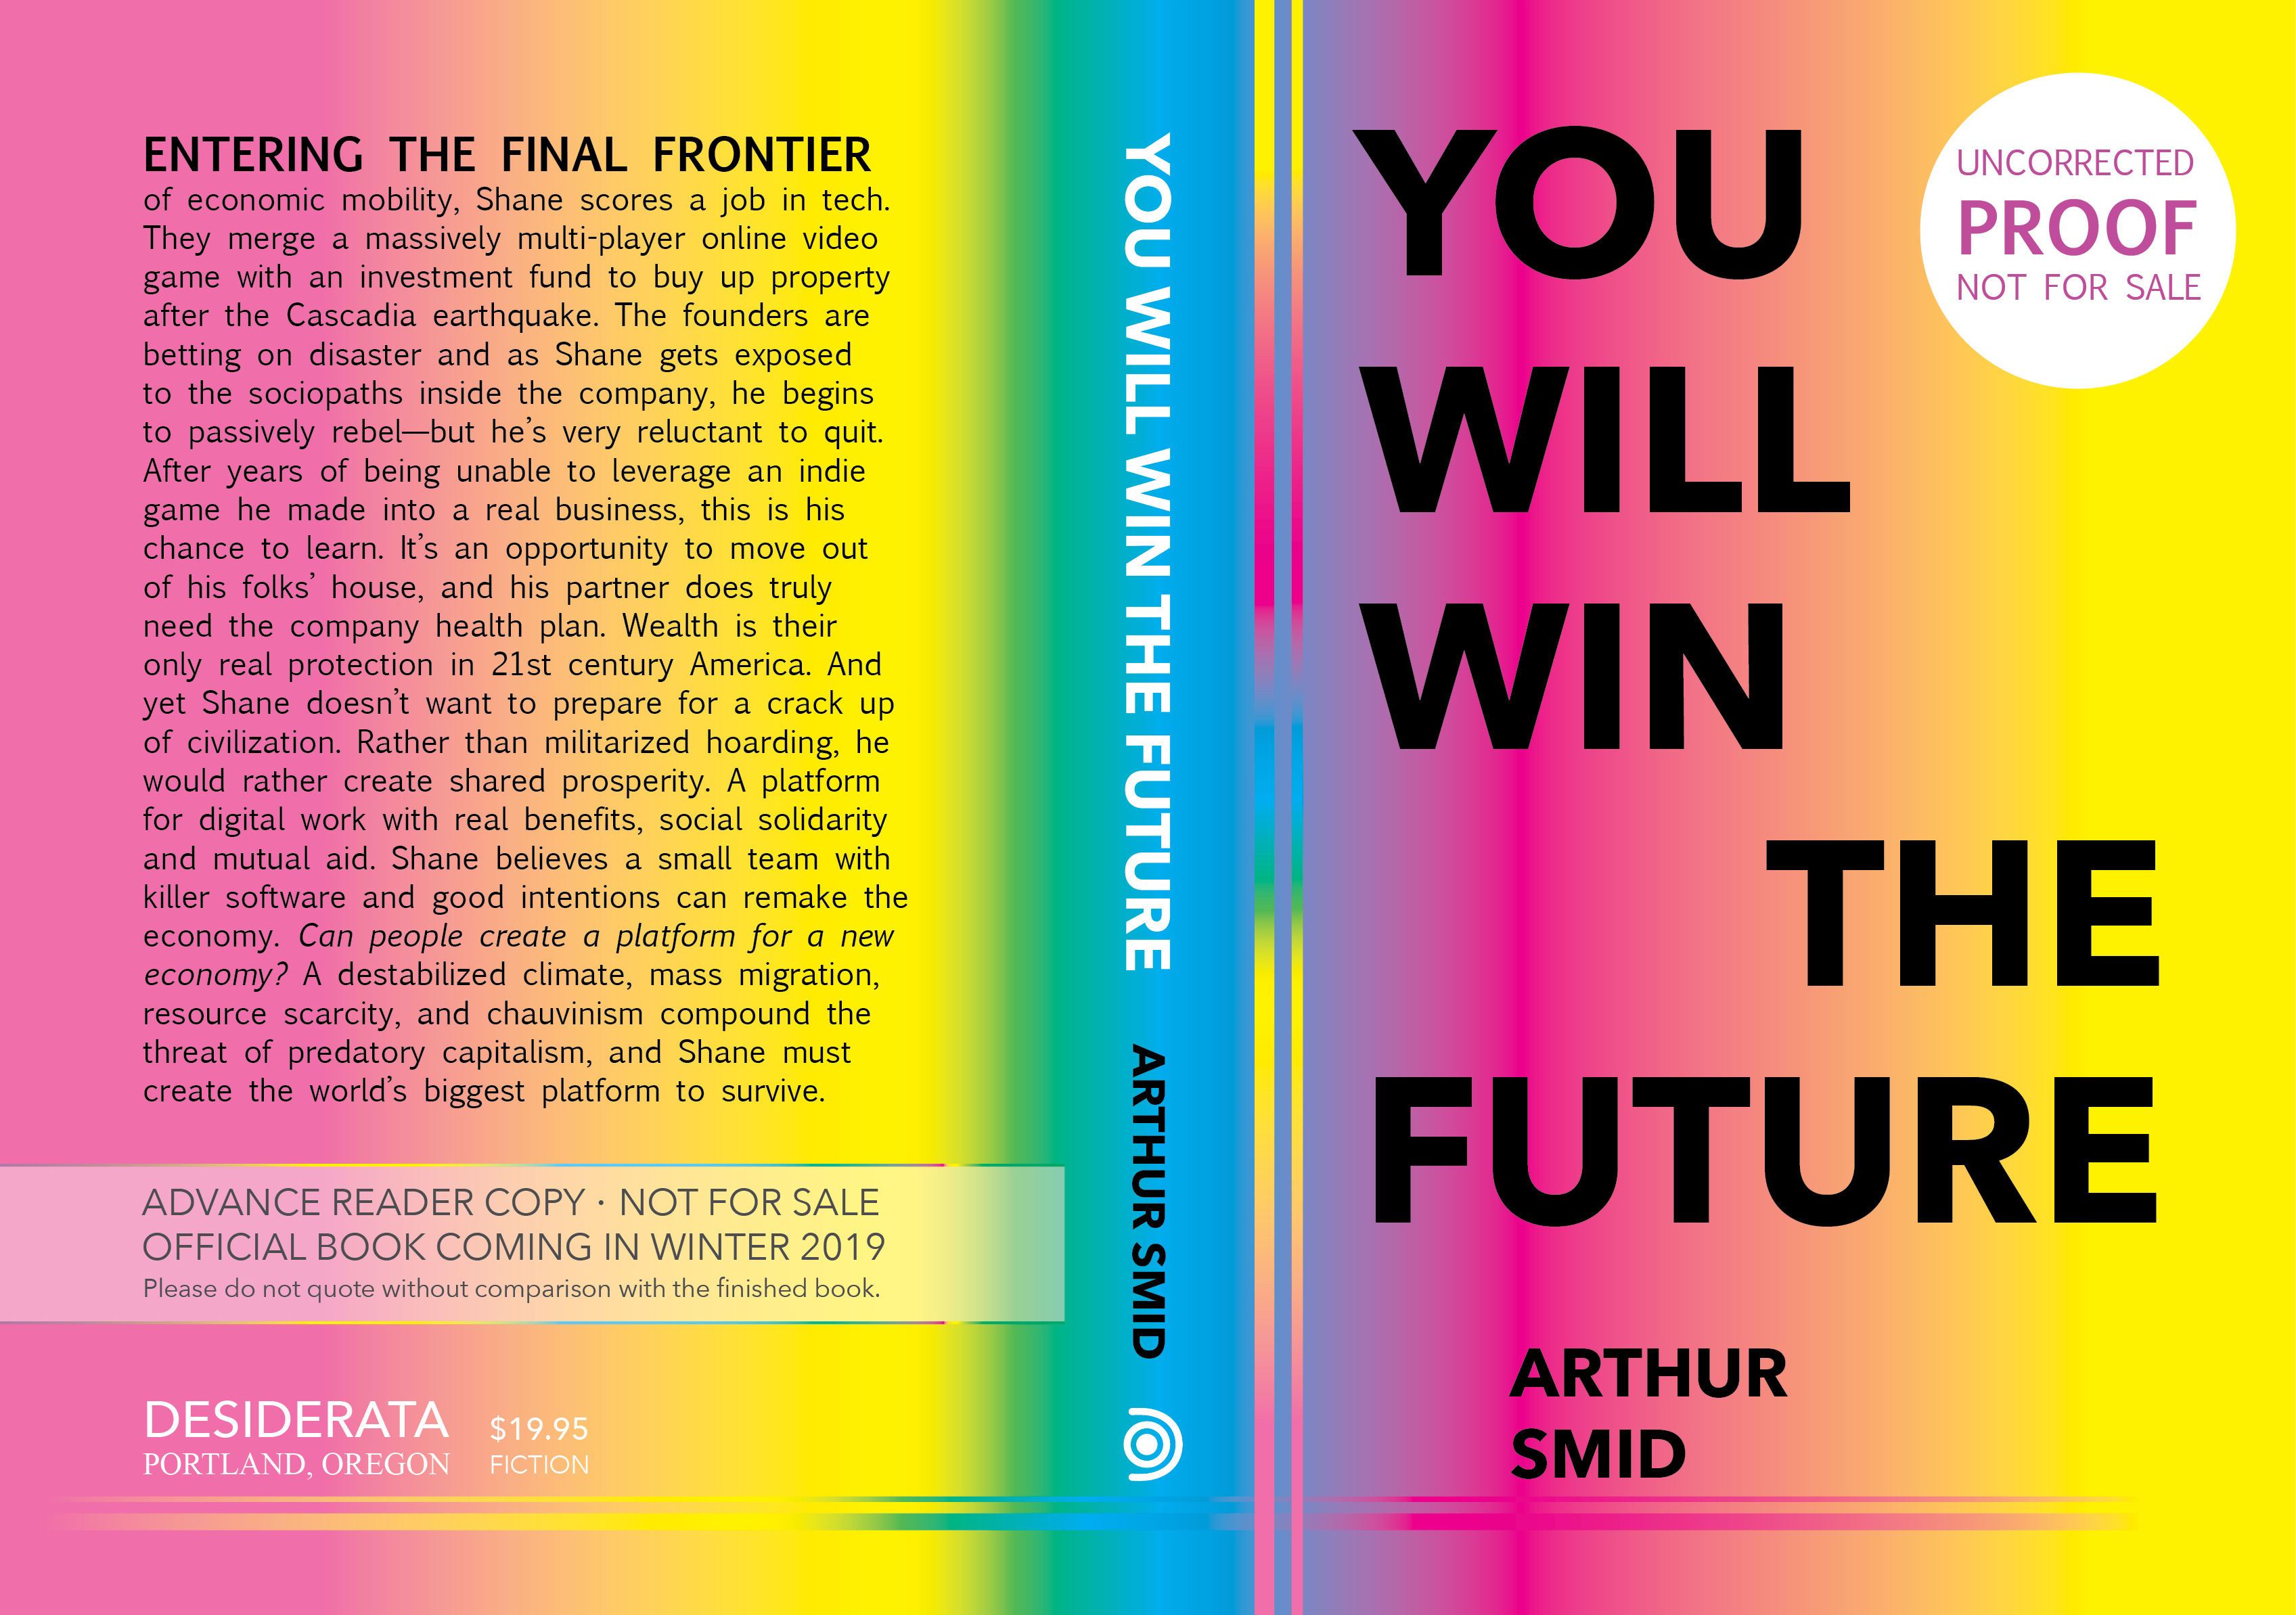 ENTERING THE FINAL FRONTIER
of economic mobility, Shane scores a job in tech.
They merge a massively multi-player online video
game with an investment fund to buy up property
after the Cascadia earthquake. The founders are
betting on disaster and as Shane gets exposed
to the sociopaths inside the company, he begins
to passively rebel—but he’s very reluctant to quit.
After years of being unable to leverage an indie
game he made into a real business, this is his
chance to learn. It’s an opportunity to move out
of his folks’ house, and his partner does truly
need the company health plan. Wealth is their
only real protection in 21st century America. And
yet Shane doesn’t want to prepare for a crack up
of civilization. Rather than militarized hoarding, he
would rather create shared prosperity. A platform
for digital work with real benefits, social solidarity
and mutual aid. Shane believes a small team with
killer software and good intentions can remake the
economy. Can people create a platform for a new
economy? A destabilized climate, mass migration,
resource scarcity, and chauvinism compound the
threat of predatory capitalism, and Shane must
create the world’s biggest platform to survive.
ADVANCE READER COPY · NOT FOR SALE
OFFICIAL BOOK COMING IN WINTER 2019
Please do not quote without comparison with the finished book.
DESIDERATA
PORTLAND, OREGON
$19.95
FICTION
YOU WILL WIN THE FUTURE
ARTHUR SMID
YOU
WILL
WIN
THE
FUTURE
ARTHUR
SMID
UNCORRECTED
PROOF
NOT FOR SALE